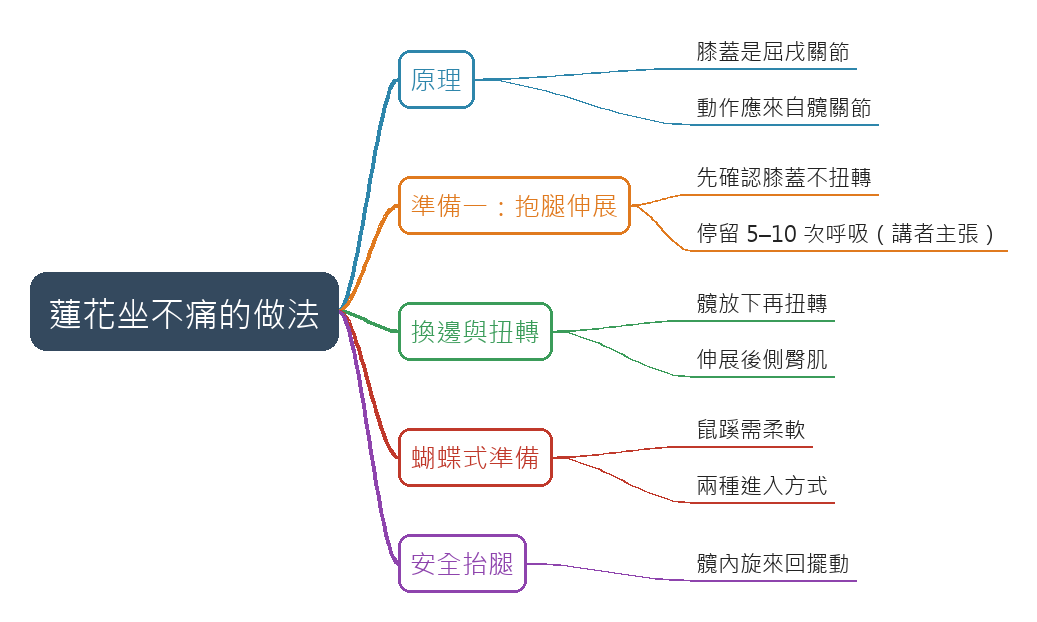 蓮花坐不痛的做法
原理
膝蓋是屈戌關節
動作應來自髖關節
準備一：抱腿伸展
先確認膝蓋不扭轉
停留 5–10 次呼吸（講者主張）
換邊與扭轉
髖放下再扭轉
伸展後側臀肌
蝴蝶式準備
鼠蹊需柔軟
兩種進入方式
安全抬腿
髖內旋來回擺動